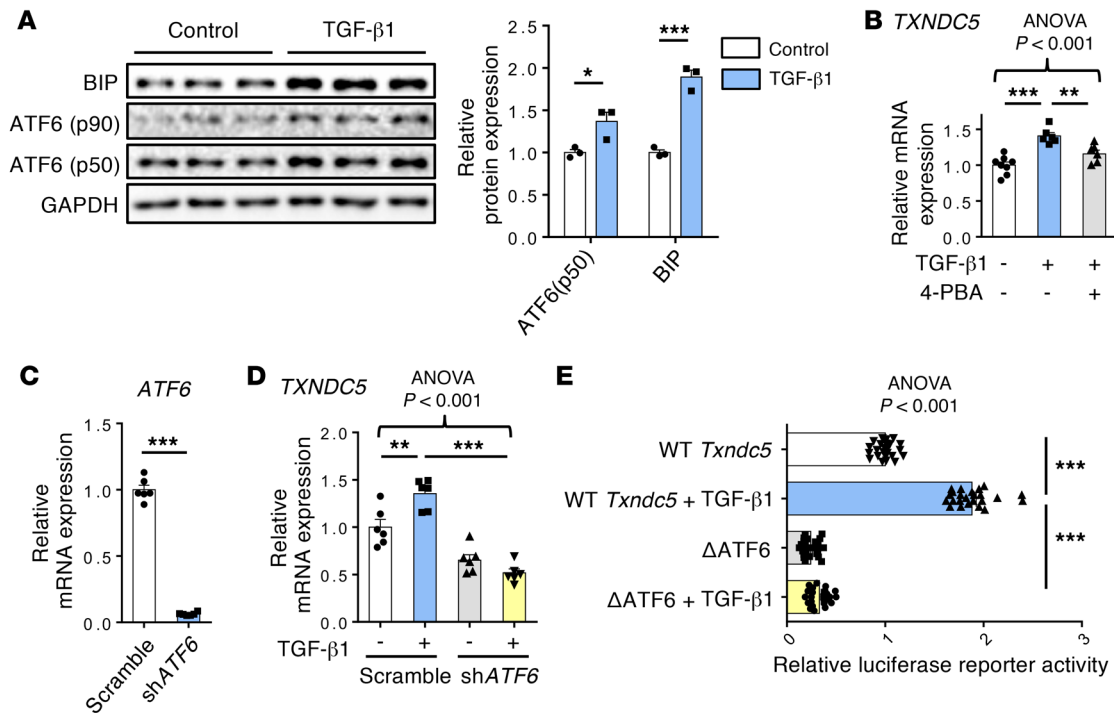 A
Control
TGF-β1
BIP
ATF6 (p90)
ATF6 (p50)
GAPDH
Relative
protein expression
2.5
2.0
1.5
1.0
0.5
0.0
*
***
ATF6(p50)
BIP
Control
TGF-β1
B
TXNDC5
ANOVA
P < 0.001
***
**
Relative mRNA
expression
1.5
1.0
0.5
0.0
TGF-β1 - + +
4-PBA - - +
C
ATF6
Relative
mRNA expression
1.5
1.0
0.5
0.0
***
Scramble
shATF6
D
TXNDC5
ANOVA
P < 0.001
Relative
mRNA expression
2.0
1.5
1.0
0.5
0.0
**
***
TGF-β1 - + - +
Scramble shATF6
E
ANOVA
P < 0.001
WT Txndc5
WT Txndc5 + TGF-β1
ΔATF6
ΔATF6 + TGF-β1
***
***
0 1 2 3
Relative luciferase reporter activity